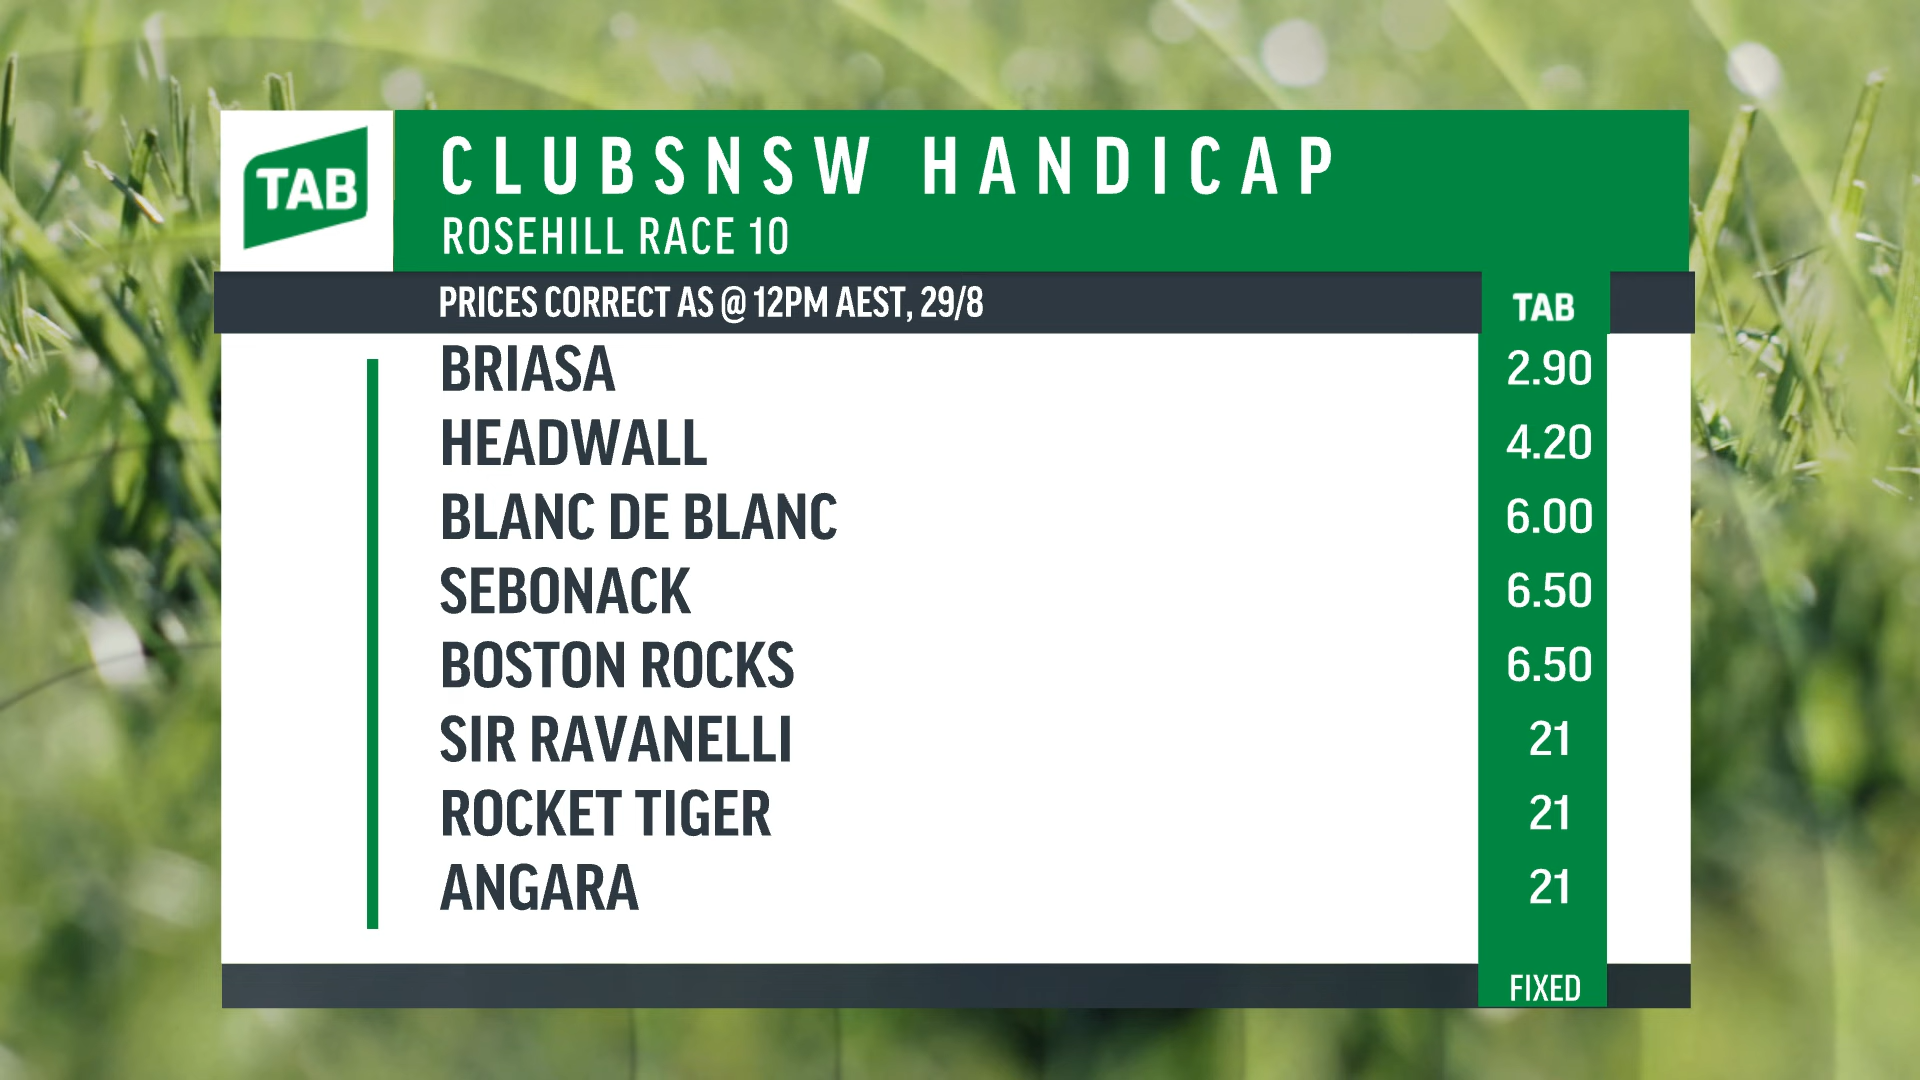 TAB
CLUBSNSW HANDICAP
ROSEHILL RACE 10
PRICES CORRECT AS @ 12PM AEST, 29/8 TAB
BRIASA 2.90
HEADWALL 4.20
BLANC DE BLANC 6.00
SEBONACK 6.50
BOSTON ROCKS 6.50
SIR RAVANELLI 21
ROCKET TIGER 21
ANGARA 21
FIXED